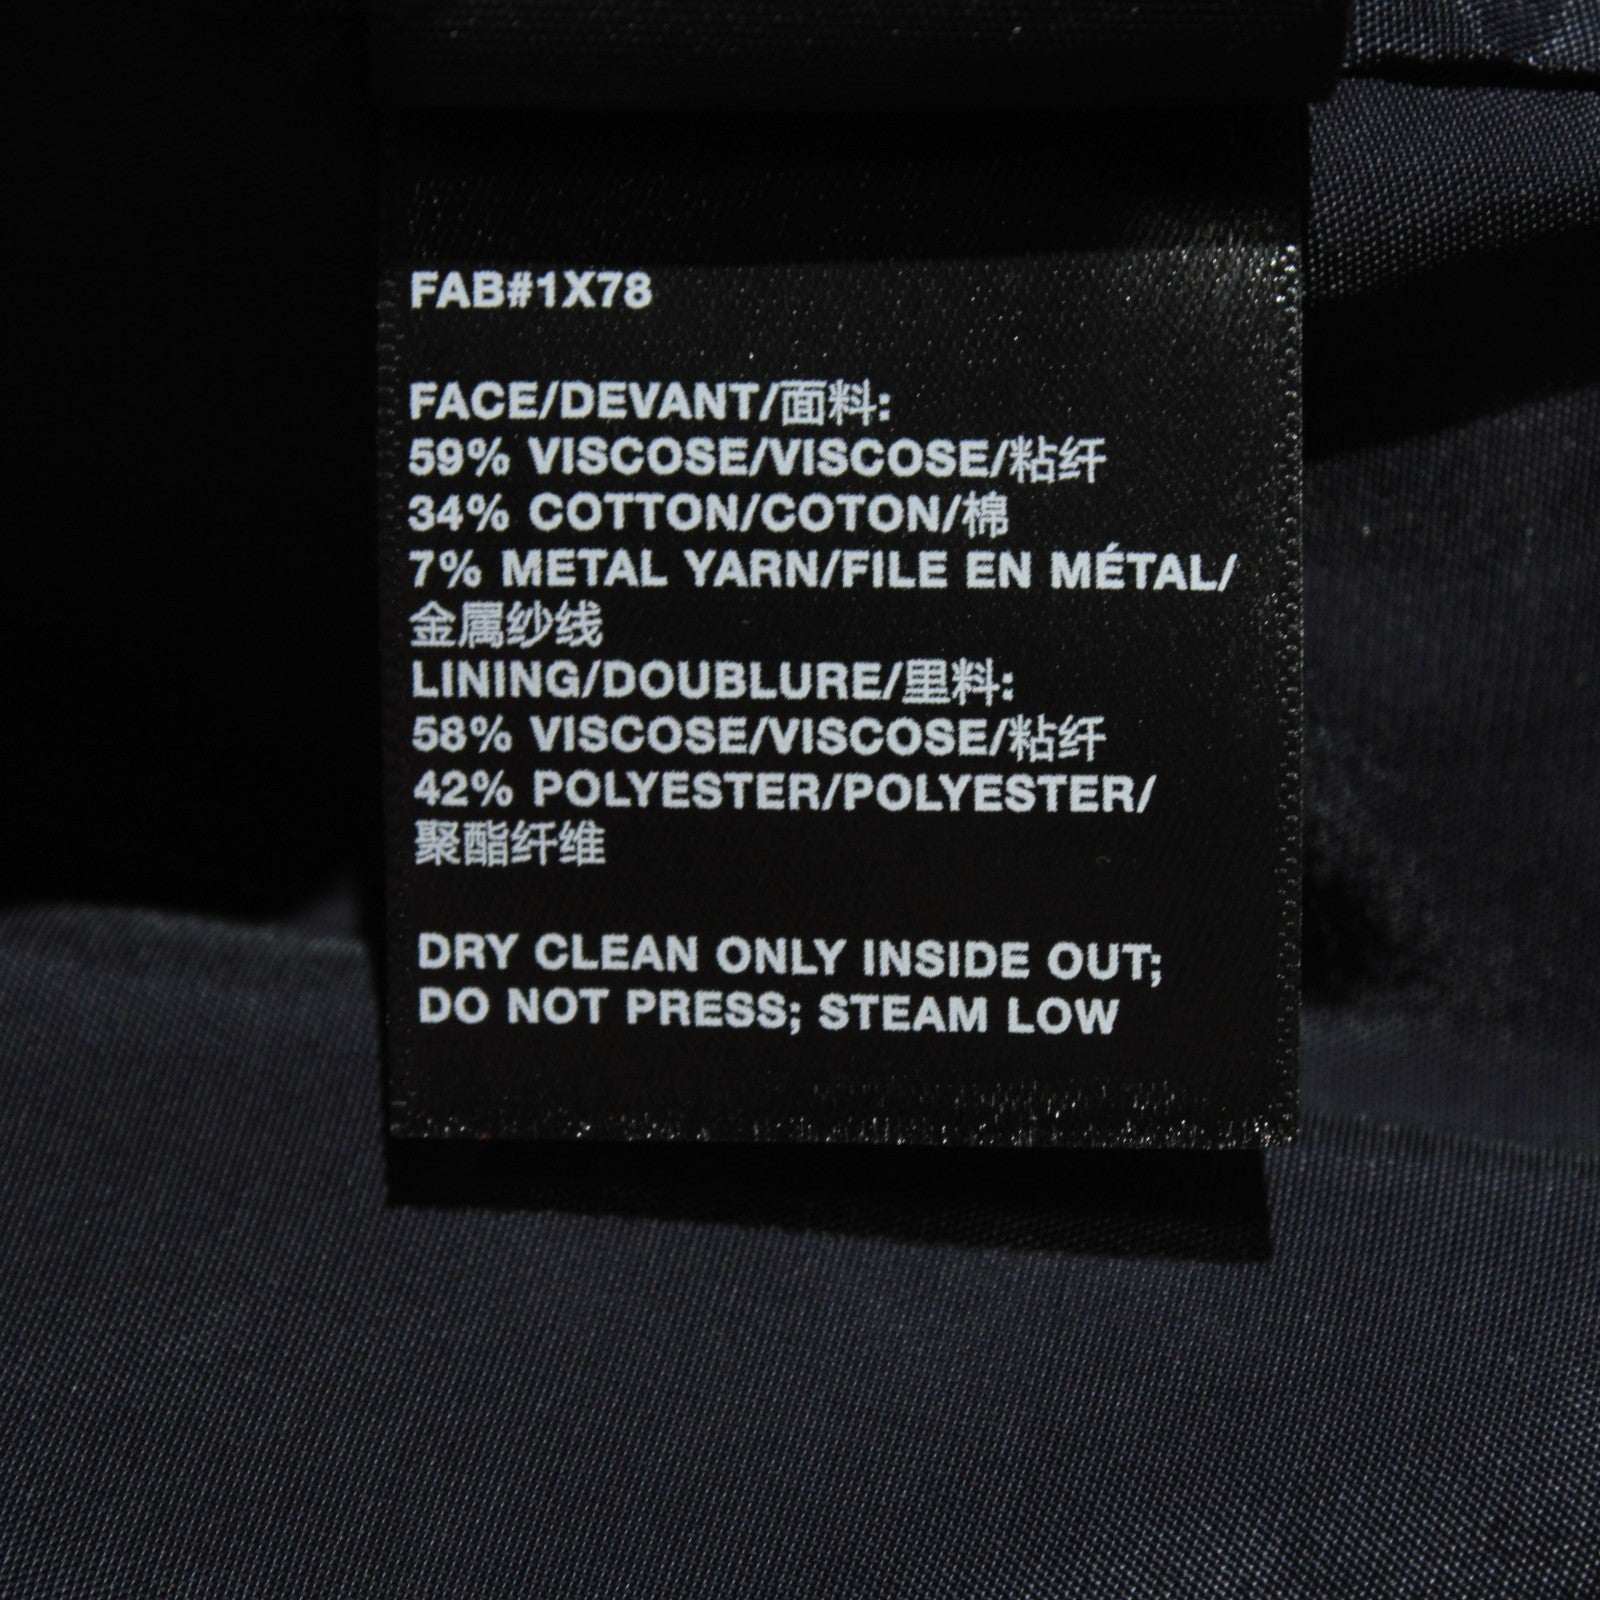 FAB#1X78
FACE/DEVANT/面料:
59% VISCOSE/VISCOSE/粘纤
34% COTTON/COTON/棉
7% METAL YARN/FILE EN MÉTAL/
金属纱线
LINING/DOUBLURE/里料:
58% VISCOSE/VISCOSE/粘纤
42% POLYESTER/POLYESTER/
聚酯纤维
DRY CLEAN ONLY INSIDE OUT;
DO NOT PRESS; STEAM LOW